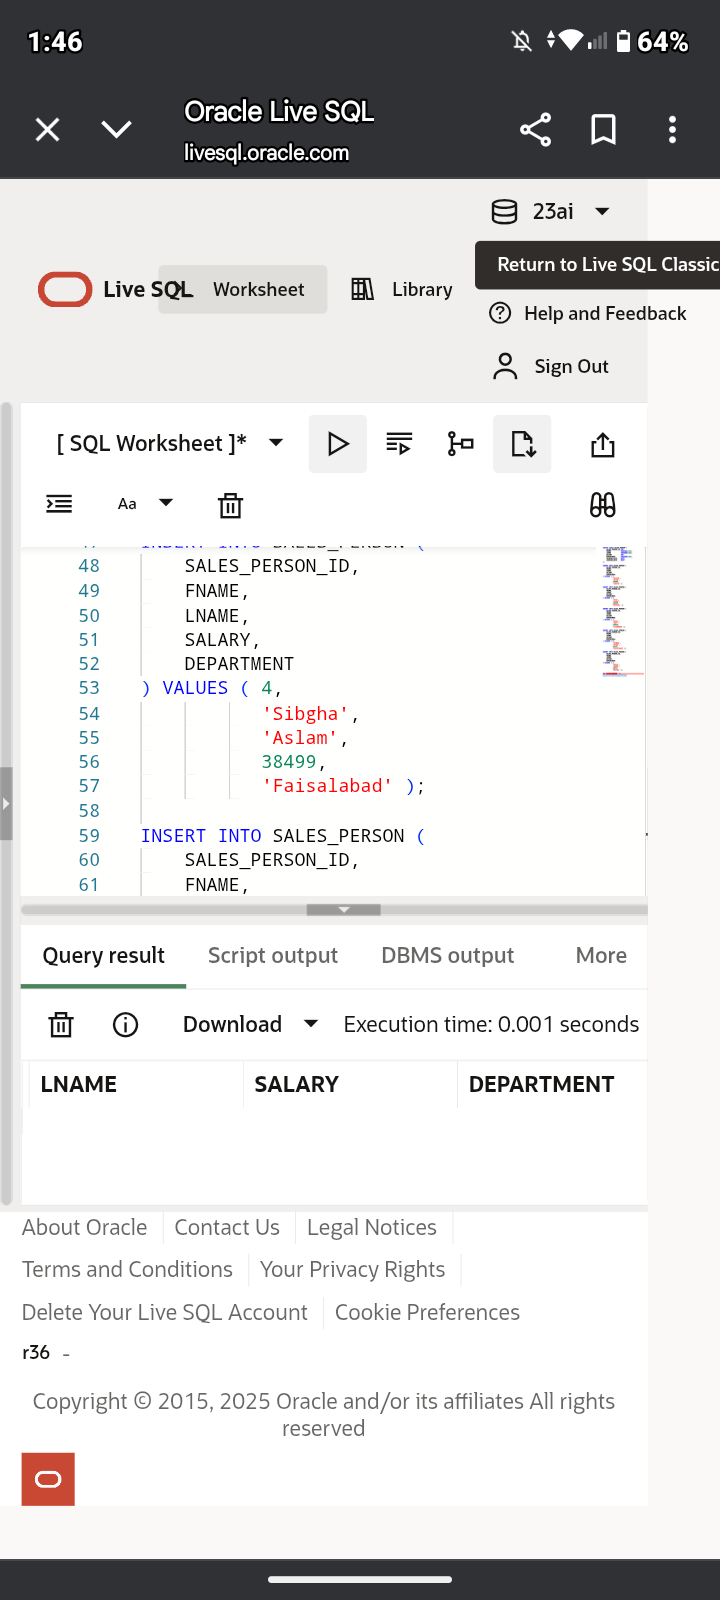 1:46
64%
Oracle Live SQL
livesql.oracle.com
23ai
Return to Live SQL Classic
Live SQL
Worksheet
Library
Help and Feedback
Sign Out
[ SQL Worksheet ]*
Aa
47 INSERT INTO SALES_PERSON (
48 SALES_PERSON_ID,
49 FNAME,
50 LNAME,
51 SALARY,
52 DEPARTMENT
53 ) VALUES ( 4,
54 'Sibgha',
55 'Aslam',
56 38499,
57 'Faisalabad' );
58
59 INSERT INTO SALES_PERSON (
60 SALES_PERSON_ID,
61 FNAME,
Query result Script output DBMS output More
Download Execution time: 0.001 seconds
LNAME SALARY DEPARTMENT
About Oracle Contact Us Legal Notices
Terms and Conditions Your Privacy Rights
Delete Your Live SQL Account Cookie Preferences
r36 -
Copyright © 2015, 2025 Oracle and/or its affiliates All rights
reserved